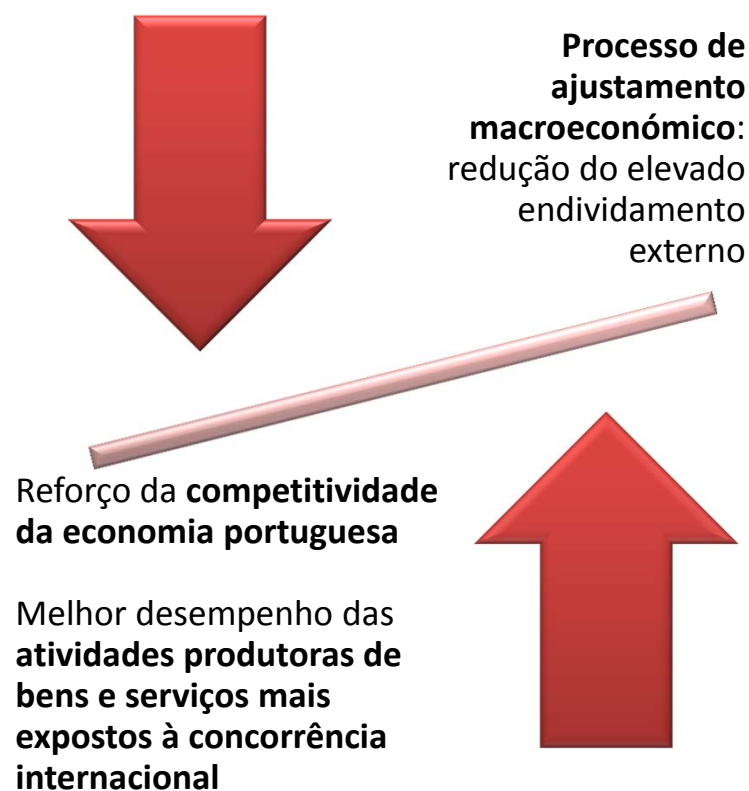 Processo de
ajustamento
macroeconómico:
redução do elevado
endividamento
externo
Reforço da competitividade
da economia portuguesa
Melhor desempenho das
atividades produtoras de
bens e serviços mais
expostos à concorrência
internacional